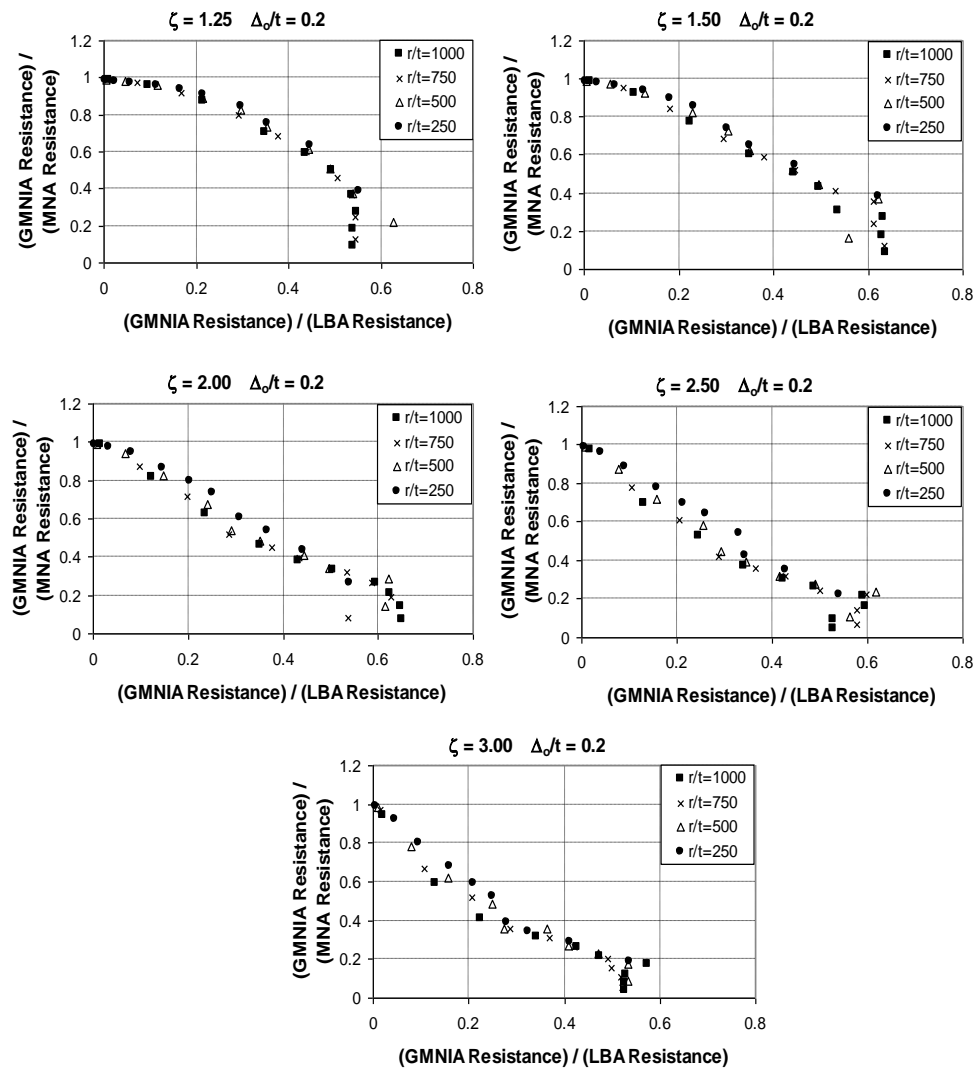 ζ = 1.25 Δo/t = 0.2
(GMNIA Resistance) /
(MNA Resistance)
1.2
1
0.8
0.6
0.4
0.2
0
0 0.2 0.4 0.6 0.8
(GMNIA Resistance) / (LBA Resistance)
r/t=1000
r/t=750
r/t=500
r/t=250
ζ = 1.50 Δo/t = 0.2
(GMNIA Resistance) /
(MNA Resistance)
1.2
1
0.8
0.6
0.4
0.2
0
0 0.2 0.4 0.6 0.8
(GMNIA Resistance) / (LBA Resistance)
r/t=1000
r/t=750
r/t=500
r/t=250
ζ = 2.00 Δo/t = 0.2
(GMNIA Resistance) /
(MNA Resistance)
1.2
1
0.8
0.6
0.4
0.2
0
0 0.2 0.4 0.6 0.8
(GMNIA Resistance) / (LBA Resistance)
r/t=1000
r/t=750
r/t=500
r/t=250
ζ = 2.50 Δo/t = 0.2
(GMNIA Resistance) /
(MNA Resistance)
1.2
1
0.8
0.6
0.4
0.2
0
0 0.2 0.4 0.6 0.8
(GMNIA Resistance) / (LBA Resistance)
r/t=1000
r/t=750
r/t=500
r/t=250
ζ = 3.00 Δo/t = 0.2
(GMNIA Resistance) /
(MNA Resistance)
1.2
1
0.8
0.6
0.4
0.2
0
0 0.2 0.4 0.6 0.8
(GMNIA Resistance) / (LBA Resistance)
r/t=1000
r/t=750
r/t=500
r/t=250